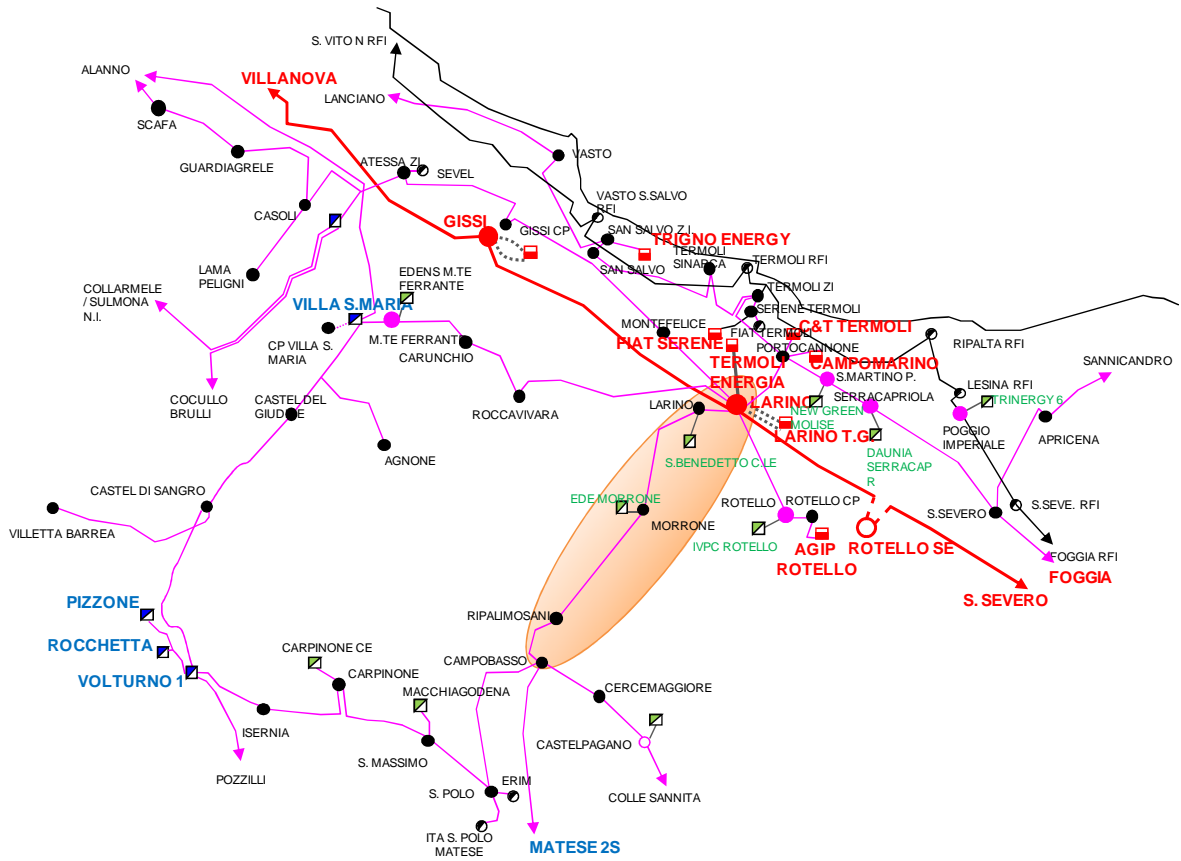 S. VITO N RFI
ALANNO
VILLANOVA
LANCIANO
SCAFA
GUARDIAGRELE
ATESSA ZI
SEVEL
VASTO
VASTO S.SALVO
RFI
CASOLI
GISSI
GISSI CP
SAN SALVO Z.I.
TRIGNO ENERGY
SAN SALVO
TERMOLI
SINARCA
TERMOLI RFI
LAMA
PELIGNI
EDENS M.TE
FERRANTE
COLLARMELE
/ SULMONA
N.I.
VILLA S.MARIA
TERMOLI ZI
SERENE TERMOLI
CP VILLA S.
MARIA
M.TE FERRANTE
CARUNCHIO
MONTEFELICE
FIAT TERMOLI
C&T TERMOLI
FIAT SERENE
PORTOCANNONE
RIPALTA RFI
TERMOLI
ENERGIA
CAMPOMARINO
SANNICANDRO
COCULLO
BRULLI
CASTEL DEL
GIUDICE
ROCCAVIVARA
LARINO
LARINO
S.MARTINO P.
SERRACAPRIOLA
LESINA RFI
TRINERGY 6
NEW GREEN
MOLISE
LARINO T.G
POGGIO
IMPERIALE
APRICENA
AGNONE
S.BENEDETTO C.LE
DAUNIA
SERRACAP
R
CASTEL DI SANGRO
EDE MORRONE
ROTELLO
ROTELLO CP
S.SEVERO
S.SEVE. RFI
VILLETTA BARREA
MORRONE
IVPC ROTELLO
AGIP
ROTELLO
ROTELLO SE
FOGGIA RFI
FOGGIA
S. SEVERO
PIZZONE
RIPALIMOSANI
ROCCHETTA
CARPINONE CE
CAMPOBASSO
VOLTURNO 1
CARPINONE
MACCHIAGODENA
CERCEMAGGIORE
ISERNIA
CASTELPAGANO
S. MASSIMO
POZZILLI
ERIM
S. POLO
COLLE SANNITA
ITA S. POLO
MATESE
MATESE 2S